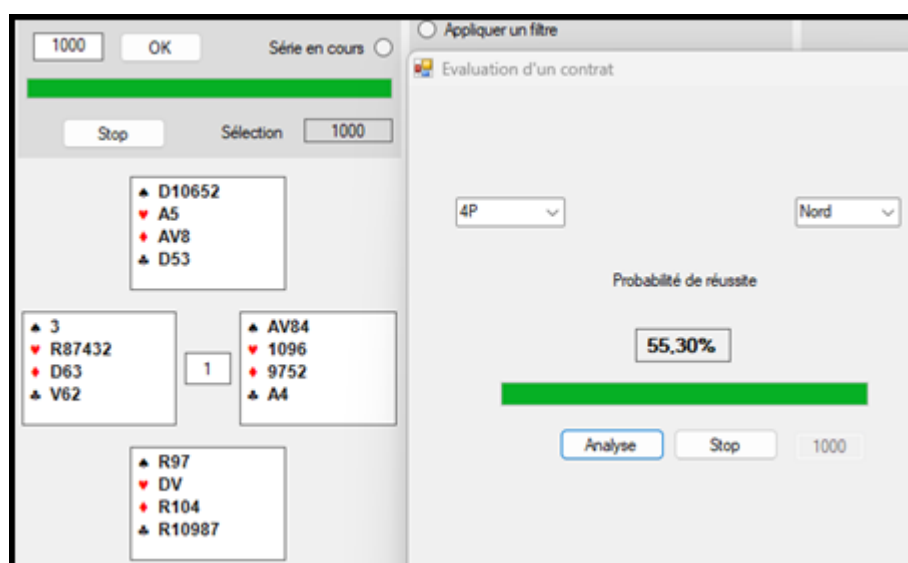 1000 OK Série en cours
Stop Sélection 1000
♠ D10652
♥ A5
♦ AV8
♣ D53
♠ 3
♥ R87432
♦ D63
♣ V62
1
♠ AV84
♥ 1096
♦ 9752
♣ A4
♠ R97
♥ DV
♦ R104
♣ R10987
Appliquer un filtre
Evaluation d'un contrat
4P Nord
Probabilité de réussite
55,30%
Analyse Stop 1000